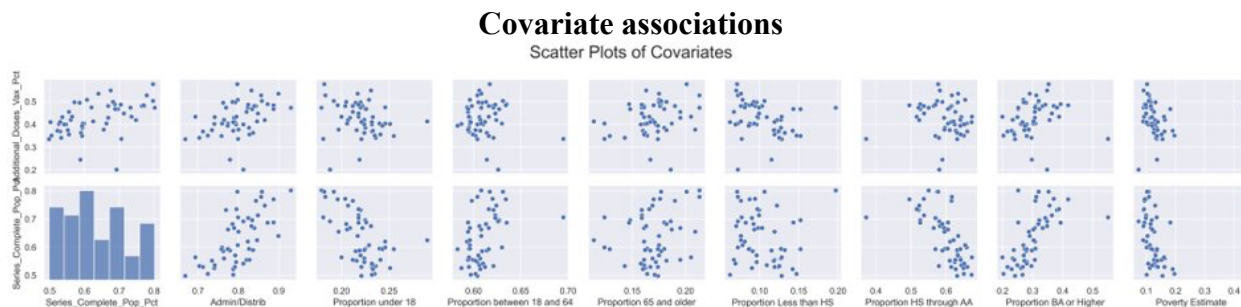 Covariate associations
Scatter Plots of Covariates
Additional_Doses_Vax_Pct
0.5
0.4
0.3
0.2
Series_Complete_Pop_Pct
0.8
0.7
0.6
0.5
0.5 0.6 0.7 0.8 0.7 0.8 0.9 0.20 0.25 0.60 0.65 0.70 0.15 0.20 0.10 0.15 0.20 0.4 0.5 0.6 0.2 0.3 0.4 0.5 0.1 0.2 0.3 0.4
Series_Complete_Pop_Pct Admin/Distrib Proportion under 18 Proportion between 18 and 64 Proportion 65 and older Proportion Less than HS Proportion HS through AA Proportion BA or Higher Poverty Estimate